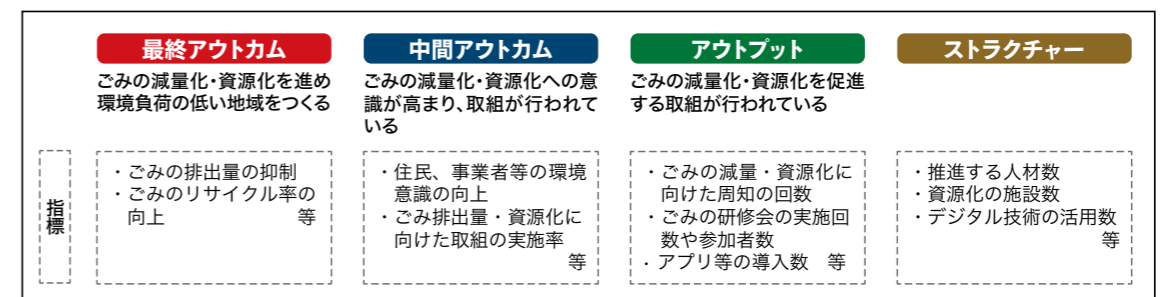 最終アウトカム
ごみの減量化・資源化を進め
環境負荷の低い地域をつくる
中間アウトカム
ごみの減量化・資源化への意
識が高まり、取組が行われて
いる
アウトプット
ごみの減量化・資源化を促進
する取組が行われている
ストラクチャー
指標
・ごみの排出量の抑制
・ごみのリサイクル率の
向上 等
・住民、事業者等の環境
意識の向上
・ごみ排出量・資源化に
向けた取組の実施率
等
・ごみの減量・資源化に
向けた周知の回数
・ごみの研修会の実施回
数や参加者数
・アプリ等の導入数 等
・推進する人材数
・資源化の施設数
・デジタル技術の活用数
等